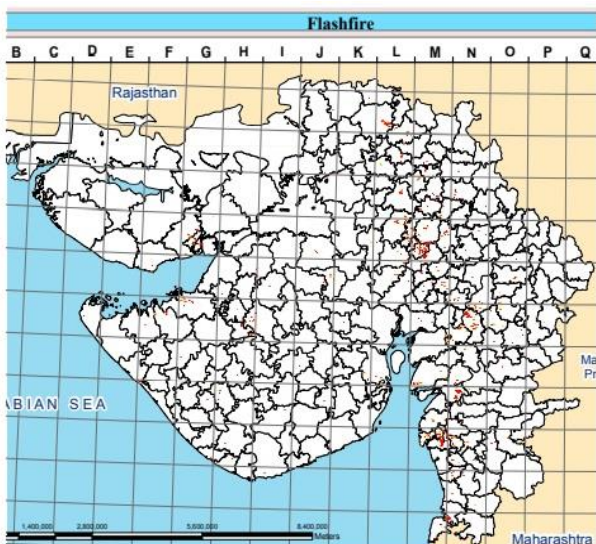 Flashfire
B C D E F G H I J K L M N O P Q
Rajasthan
Ma
Pr
ABIAN SEA
1,400,000 2,800,000 5,600,000 8,400,000
Meters
Maharashtra